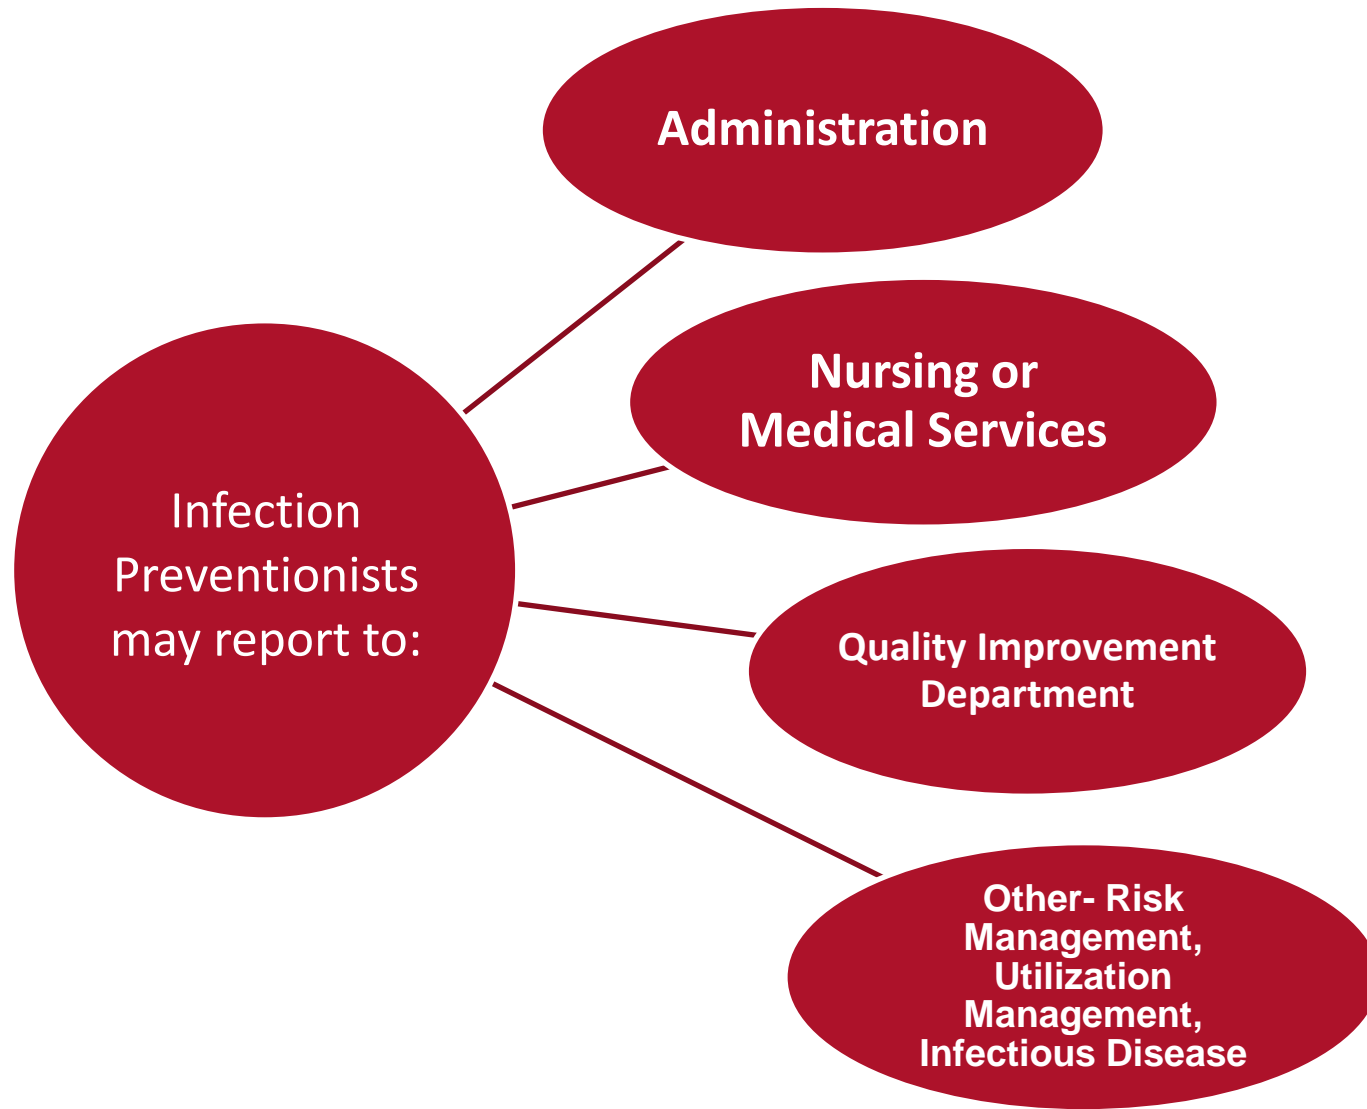 Administration
Nursing or
Medical Services
Infection
Preventionists
may report to:
Quality Improvement
Department
Other- Risk
Management,
Utilization
Management,
Infectious Disease